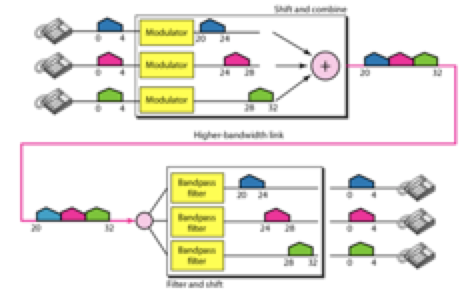 Shift and combine
Modulator
0 4
20 24
Modulator
0 4
24 28
Modulator
0 4
28 32
+
20 32
Higher-bandwidth link
20 32
Bandpass
filter
20 24
0 4
Bandpass
filter
24 28
0 4
Bandpass
filter
28 32
0 4
Filter and shift